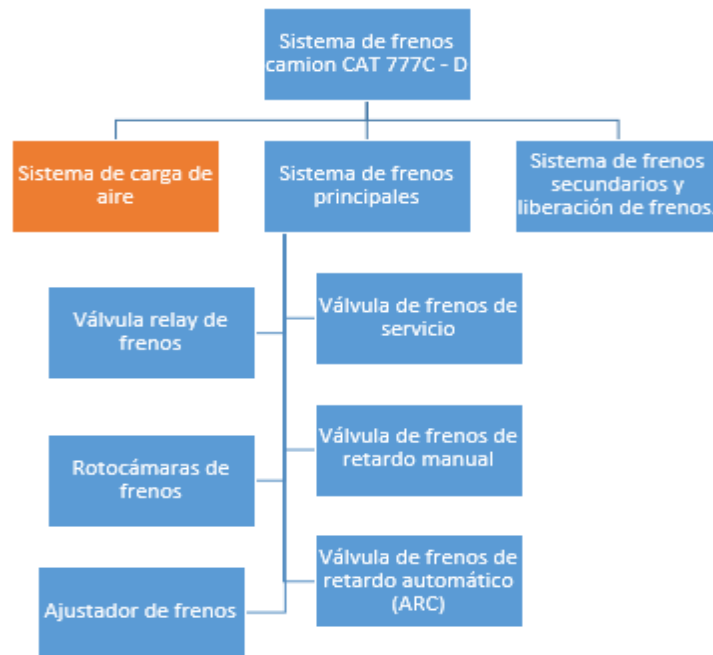 Sistema de frenos
camion CAT 777C - D
Sistema de carga de
aire
Sistema de frenos
principales
Sistema de frenos
secundarios y
liberación de frenos.
Válvula relay de
frenos
Válvula de frenos de
servicio
Rotocámaras de
frenos
Válvula de frenos de
retardo manual
Ajustador de frenos
Válvula de frenos de
retardo automático
(ARC)